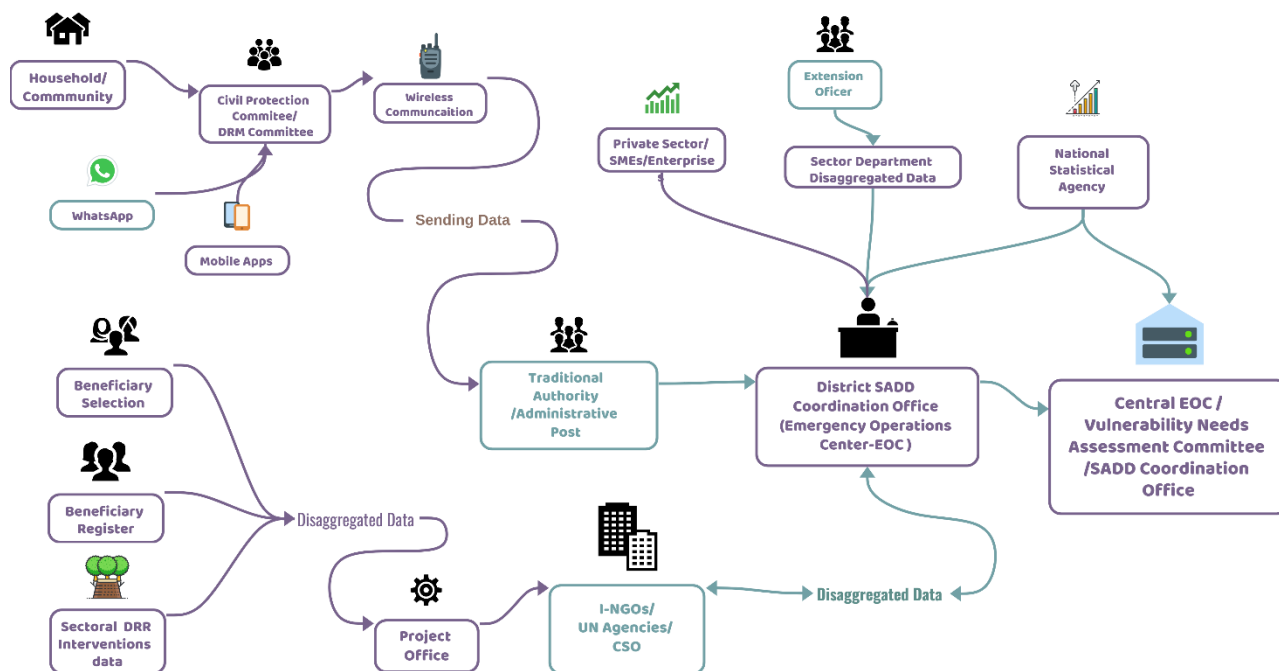 Household/
Commmunity
Civil Protection
Commitee/
DRM Committee
Wireless
Communcaition
WhatsApp
Mobile Apps
Sending Data
Private Sector/
SMEs/Enterprise
s
Extension
Oficer
Sector Department
Disaggregated Data
National
Statistical
Agency
Beneficiary
Selection
Beneficiary
Register
Sectoral DRR
Interventions
data
Disaggregated Data
Project
Office
Traditional
Authority
/Administrative
Post
District SADD
Coordination Office
(Emergency Operations
Center-EOC )
Central EOC /
Vulnerability Needs
Assessment Committee
/SADD Coordination
Office
I-NGOs/
UN Agencies/
CSO
Disaggregated Data